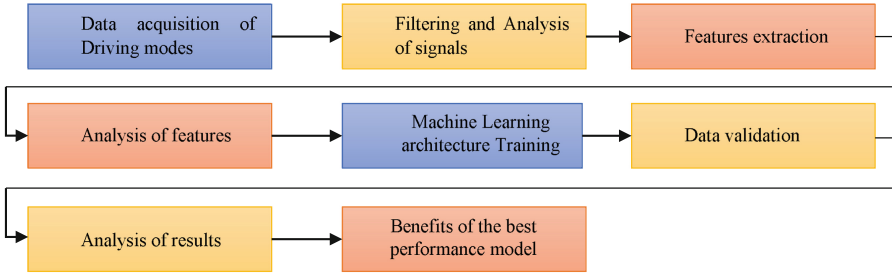 Data acquisition of
Driving modes
Filtering and Analysis
of signals
Features extraction
Analysis of features
Machine Learning
architecture Training
Data validation
Analysis of results
Benefits of the best
performance model